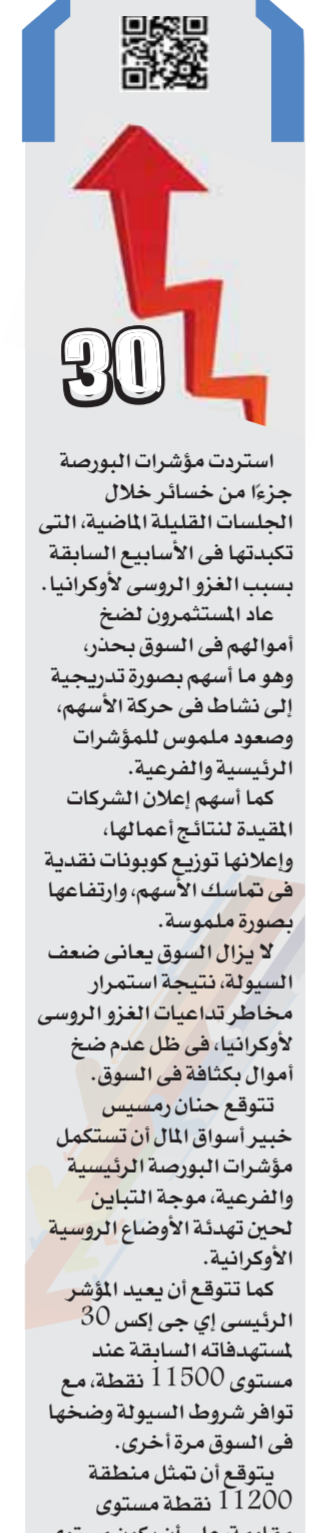 30
استردت مؤشرات البورصة
جزءًا من خسائر خلال
الجلسات القليلة الماضية، التى
تكبدتها فى الأسابيع السابقة
بسبب الغزو الروسى لأوكرانيا.
عاد المستثمرون لضخ
أموالهم فى السوق بحذر،
وهو ما أسهم بصورة تدريجية
إلى نشاط فى حركة الأسهم،
وصعود ملموس للمؤشرات
الرئيسية والفرعية.
كما أسهم إعلان الشركات
المقيدة لنتائج أعمالها،
وإعلانها توزيع كوبونات نقدية
فى تماسك الأسهم، وارتفاعها
بصورة ملموسة.
لا يزال السوق يعانى ضعف
السيولة، نتيجة استمرار
مخاطر تداعيات الغزو الروسى
لأوكرانيا، فى ظل عدم ضخ
أموال بكثافة فى السوق.
تتوقع حنان رمسيس
خبير أسواق المال أن تستكمل
مؤشرات البورصة الرئيسية
والفرعية، موجة التباين
لحين تهدئة الأوضاع الروسية
الأوكرانية.
كما تتوقع أن يعيد المؤشر
الرئيسى إي جى إكس 30
لمستهدفاته السابقة عند
مستوى 11500 نقطة، مع
توافر شروط السيولة وضخها
فى السوق مرة أخرى.
يتوقع أن تمثل منطقة
11200 نقطة مستوى